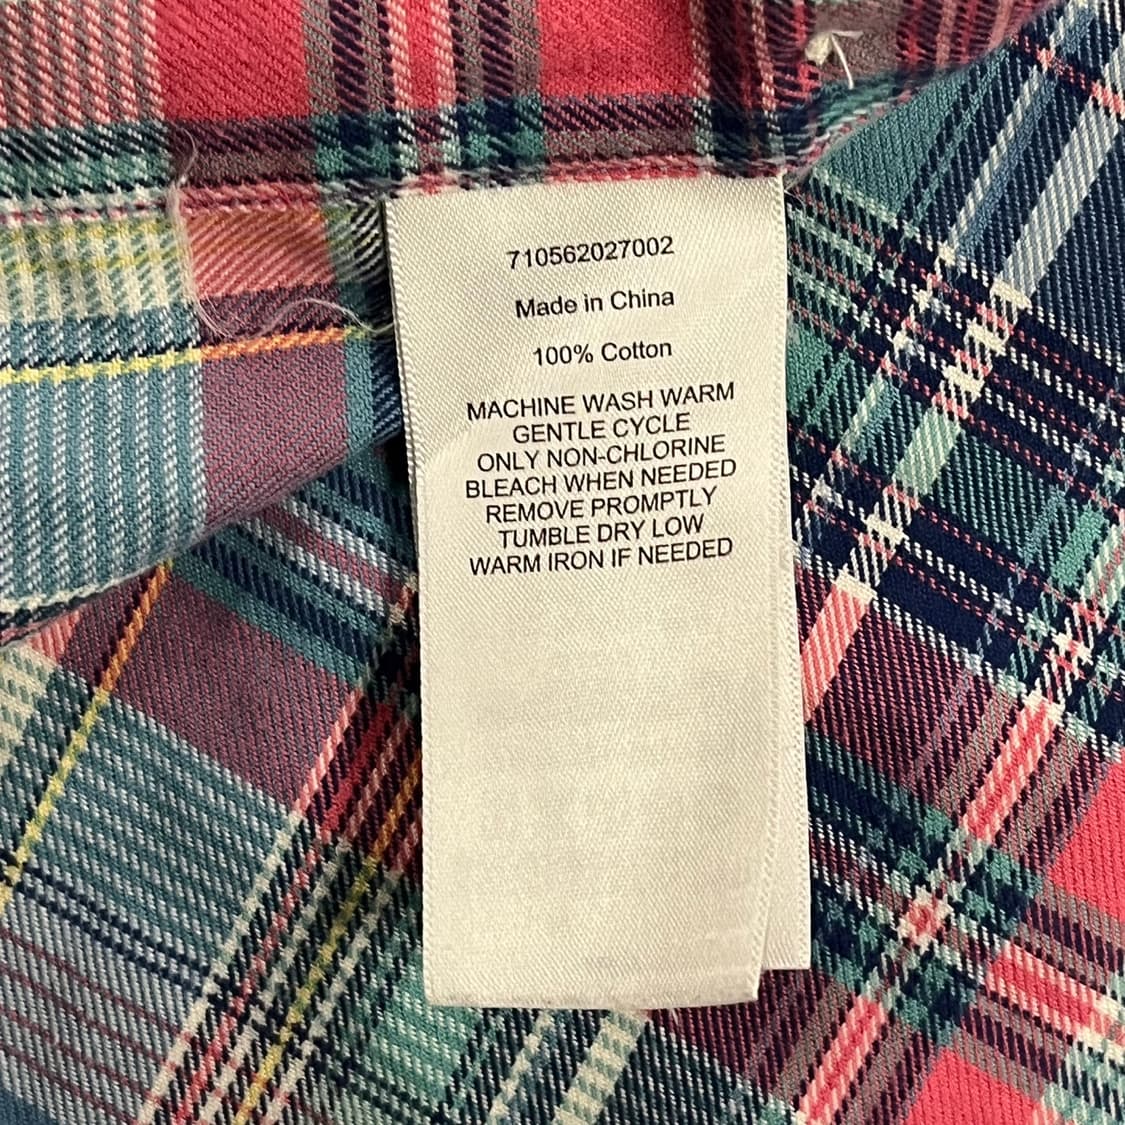 710562027002
Made in China
100% Cotton
MACHINE WASH WARM
GENTLE CYCLE
ONLY NON-CHLORINE
BLEACH WHEN NEEDED
REMOVE PROMPTLY
TUMBLE DRY LOW
WARM IRON IF NEEDED